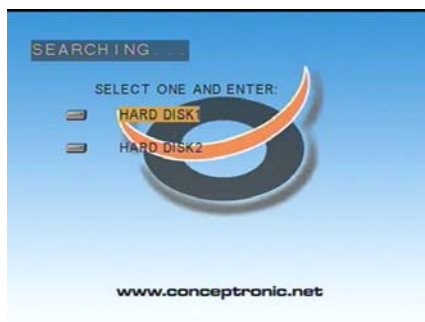 SEARCHING...
SELECT ONE AND ENTER:
HARD DISK1
HARD DISK2
www.conceptronic.net